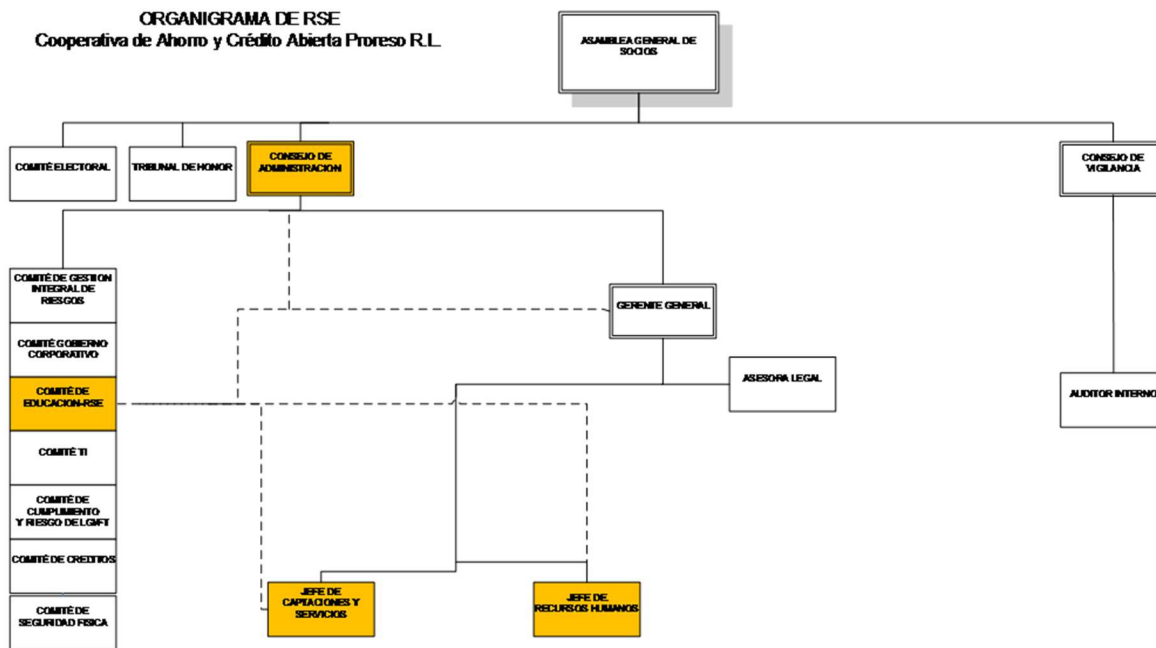 ORGANIGRAMA DE RSE
Cooperativa de Ahorro y Crédito Abierta Proreso R.L.
ASAMBLEA GENERAL DE
SOCIOS
COMITÉ ELECTORAL
TRIBUNAL DE HONOR
CONSEJO DE
ADMINISTRACION
CONSEJO DE
VIGILANCIA
COMITÉ DE GESTION
INTEGRAL DE
RIESGOS
GERENTE GENERAL
COMITÉ GOBIERNO
CORPORATIVO
ASESORA LEGAL
COMITÉ DE
EDUCACION-RSE
AUDITOR INTERNO
COMITÉ TI
COMITÉ DE
CUMPLIMIENTO
Y RIESGO DE LGI/FT
COMITÉ DE CREDITOS
JEFE DE
CAPTACIONES Y
SERVICIOS
JEFE DE
RECURSOS HUMANOS
COMITÉ DE
SEGURIDAD FISICA